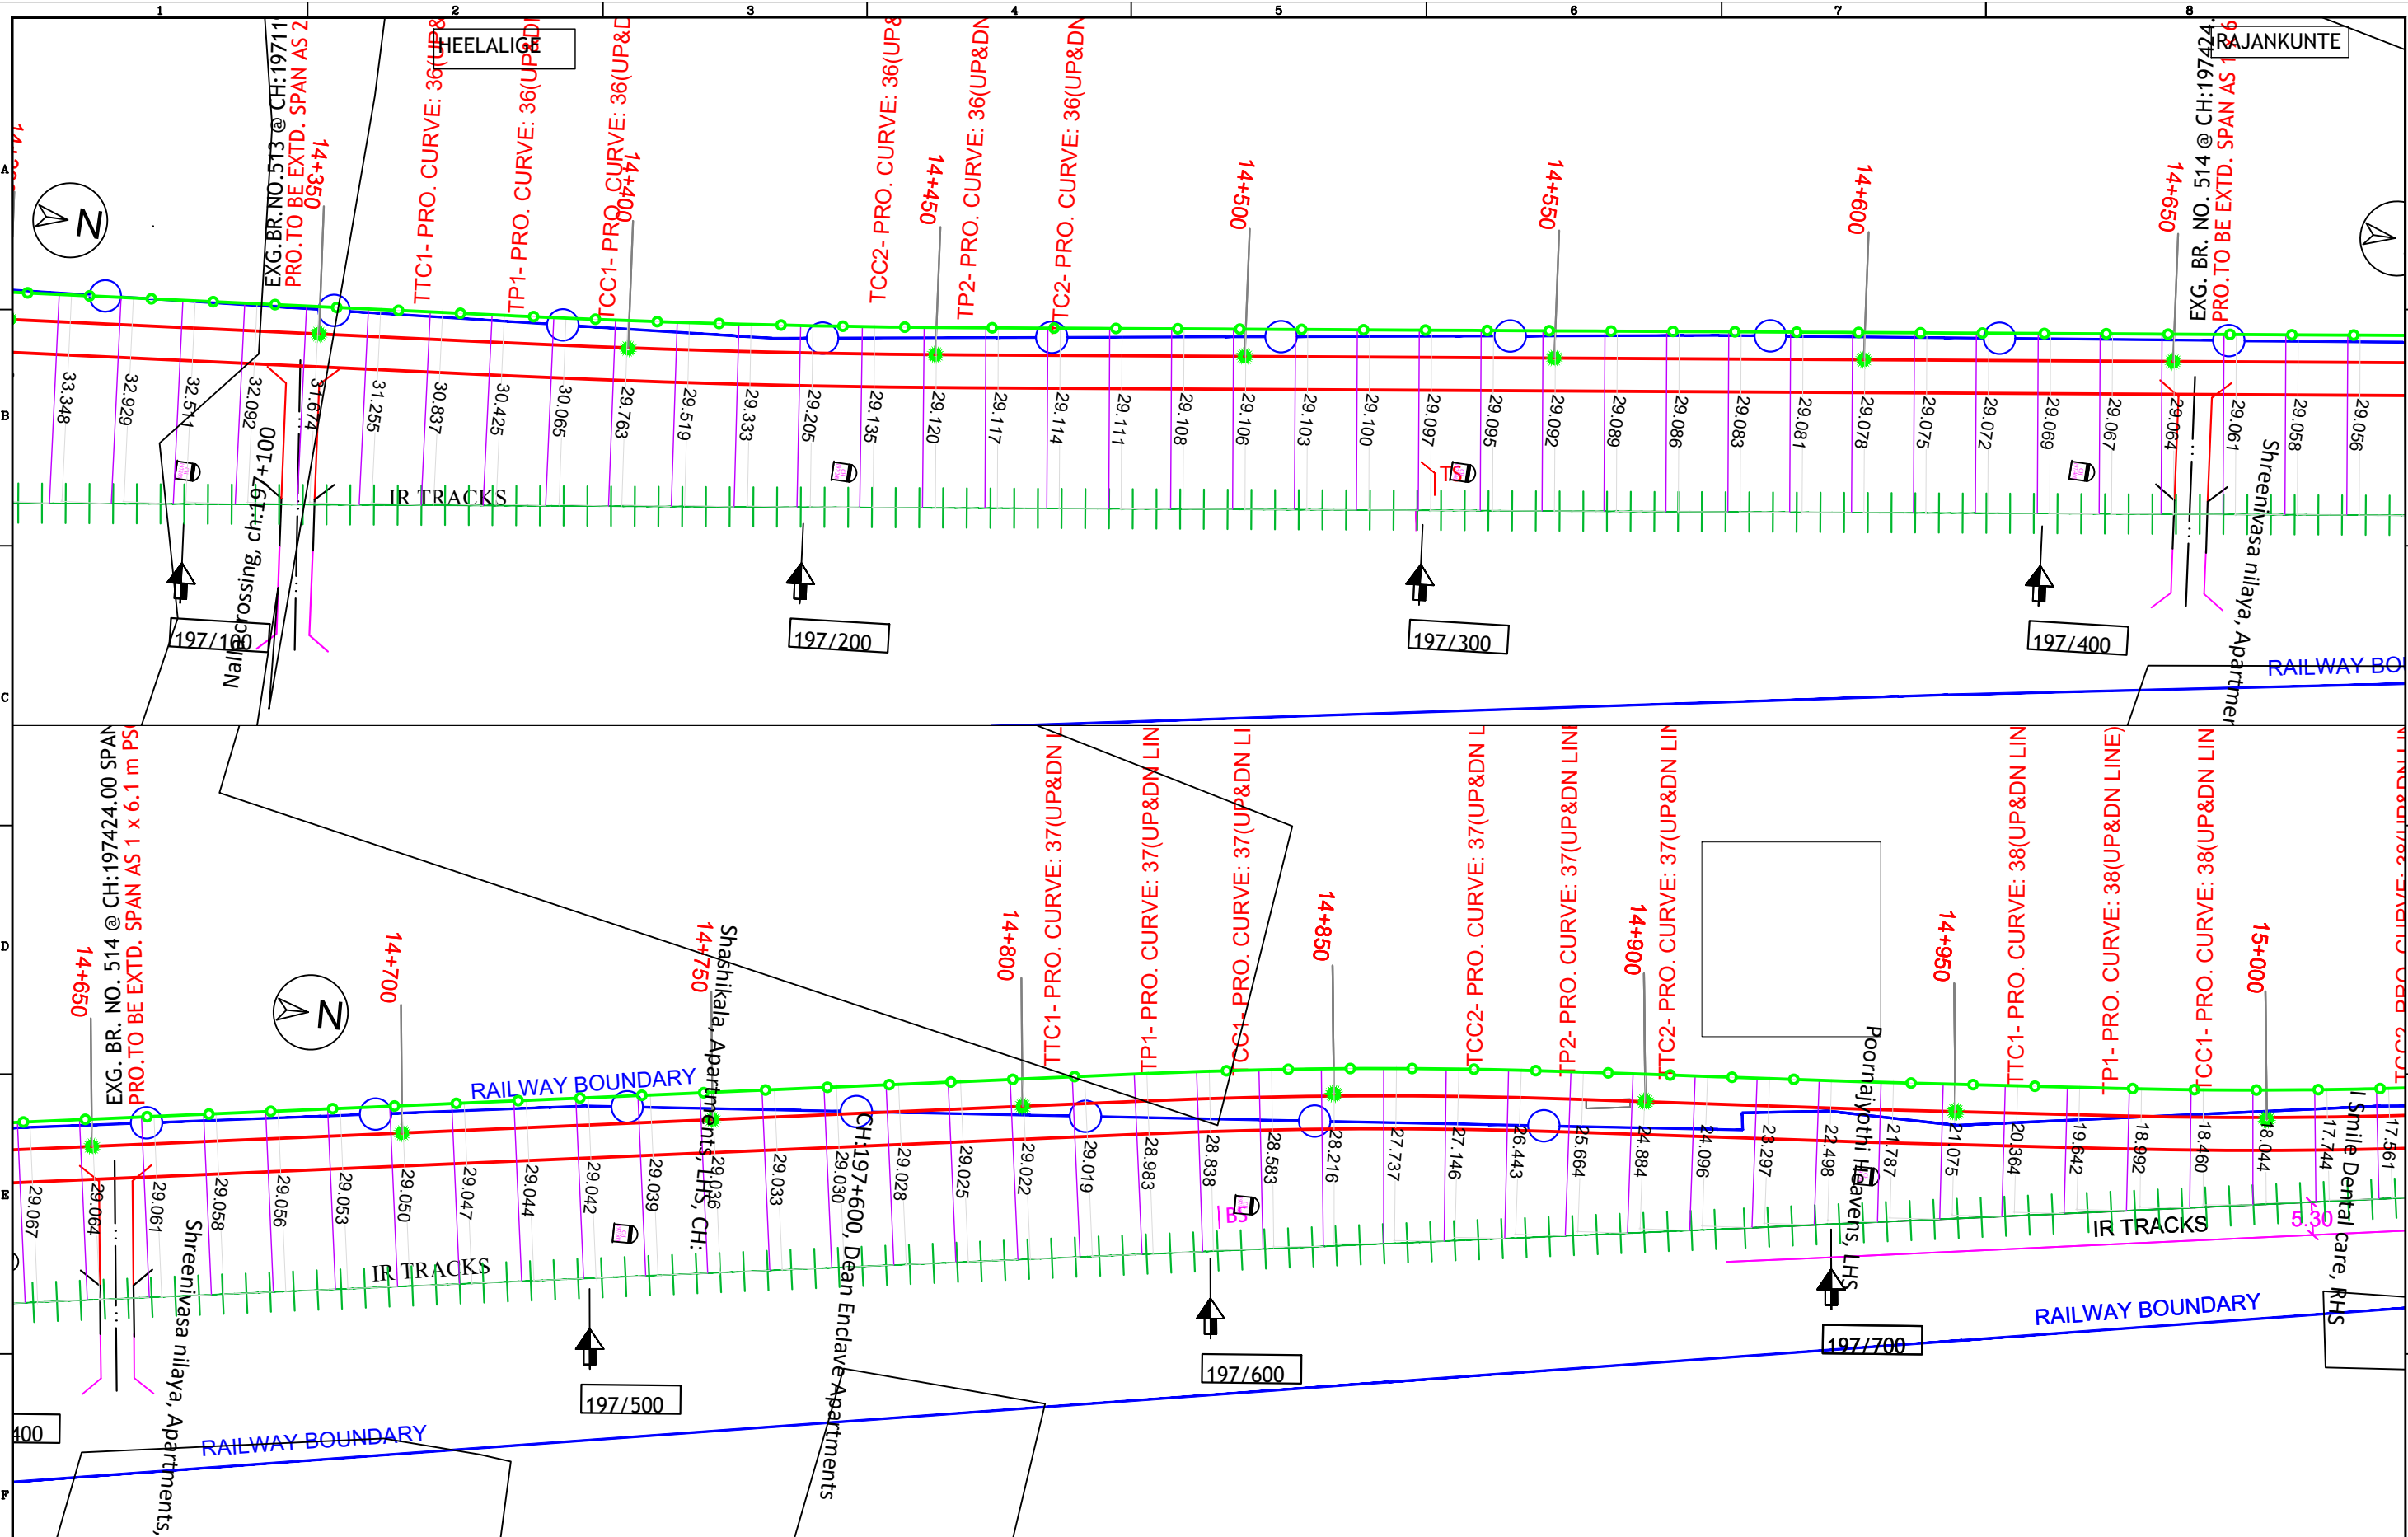 1 2 3 4 5 6 7 8
HEELALIGE
RAJANKUNTE
A
B
C
D
E
F
EXG.BR.NO.513 @ CH:19711
PRO.TO BE EXTD. SPAN AS 2
14+350
TTC1- PRO. CURVE: 36(UP&
TP1- PRO. CURVE: 36(UP&D
TCC1- PRO. CURVE: 36(UP&D
14+400
TCC2- PRO. CURVE: 36(UP&
14+450
TP2- PRO. CURVE: 36(UP&DN
TTC2- PRO. CURVE: 36(UP&DN
14+500
14+550
14+600
14+650
EXG. BR. NO. 514 @ CH:197424.
PRO.TO BE EXTD. SPAN AS 1 x 6
N
33.348
32.929
32.511
32.092
31.674
31.255
30.837
30.425
30.065
29.763
29.519
29.333
29.205
29.135
29.120
29.117
29.114
29.111
29.108
29.106
29.103
29.100
29.097
29.095
29.092
29.089
29.086
29.083
29.081
29.078
29.075
29.072
29.069
29.067
29.064
29.061
29.058
29.056
TS
IR TRACKS
Nalla crossing, ch:197+100
Shreenivasa nilaya, Apartmen
197/100
197/200
197/300
197/400
RAILWAY BO
EXG. BR. NO. 514 @ CH:197424.00 SPAN
PRO.TO BE EXTD. SPAN AS 1 x 6.1 m PS
14+650
14+700
14+750
14+800
TTC1- PRO. CURVE: 37(UP&DN L
TP1- PRO. CURVE: 37(UP&DN LIN
TCC1- PRO. CURVE: 37(UP&DN LI
14+850
TCC2- PRO. CURVE: 37(UP&DN L
TP2- PRO. CURVE: 37(UP&DN LINE
14+900
TTC2- PRO. CURVE: 37(UP&DN LIN
14+950
TTC1- PRO. CURVE: 38(UP&DN LIN
TP1- PRO. CURVE: 38(UP&DN LINE)
TCC1- PRO. CURVE: 38(UP&DN LIN
15+000
TCC2- PRO. CURVE: 38(UP&DN LIN
N
RAILWAY BOUNDARY
Shashikala, Apartments, LHS, CH:
CH:197+600, Dean Enclave Apartments
Poornajyothi Heavens, LHS
I Smile Dental care, RHS
Shreenivasa nilaya, Apartments,
29.067
29.064
29.061
29.058
29.056
29.053
29.050
29.047
29.044
29.042
29.039
29.036
29.033
29.030
29.028
29.025
29.022
29.019
28.983
28.838
28.583
28.216
27.737
27.146
26.443
25.664
24.884
24.096
23.297
22.498
21.787
21.075
20.364
19.642
18.992
18.460
18.044
17.744
17.561
BS
5.30
IR TRACKS
IR TRACKS
RAILWAY BOUNDARY
400
197/500
197/600
197/700
RAILWAY BOUNDARY